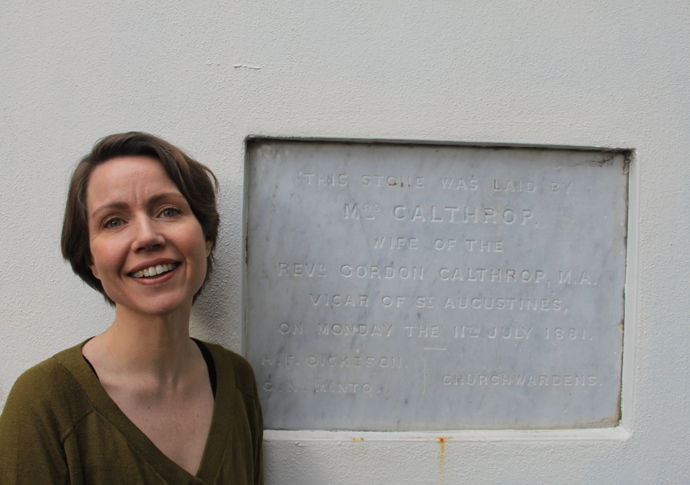 THIS STONE WAS LAID BY
MRS CALTHROP,
WIFE OF THE
REVD. GORDON CALTHROP, M.A.
VICAR OF ST AUGUSTINES,
ON MONDAY THE 11TH JULY 1881.
CHURCHWARDENS.